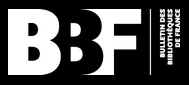 BBF
BULLETIN DES
BIBLIOTHÈQUES
DE FRANCE